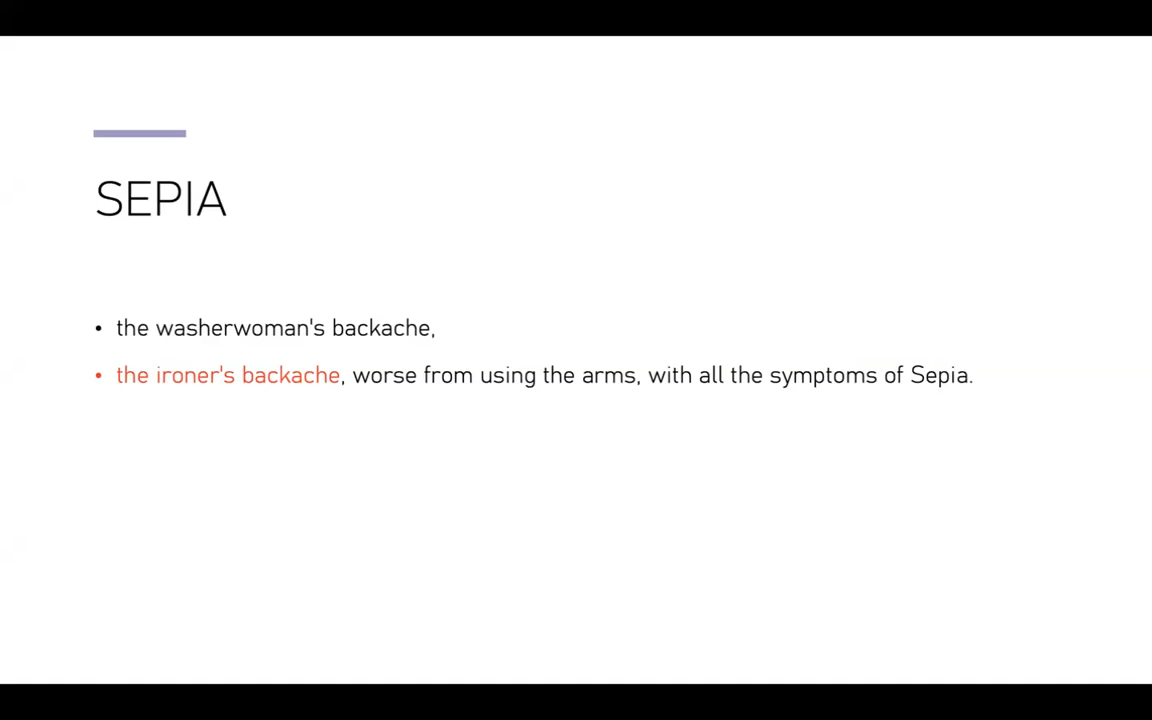 SEPIA
• the washerwoman's backache,
• the ironer's backache, worse from using the arms, with all the symptoms of Sepia.